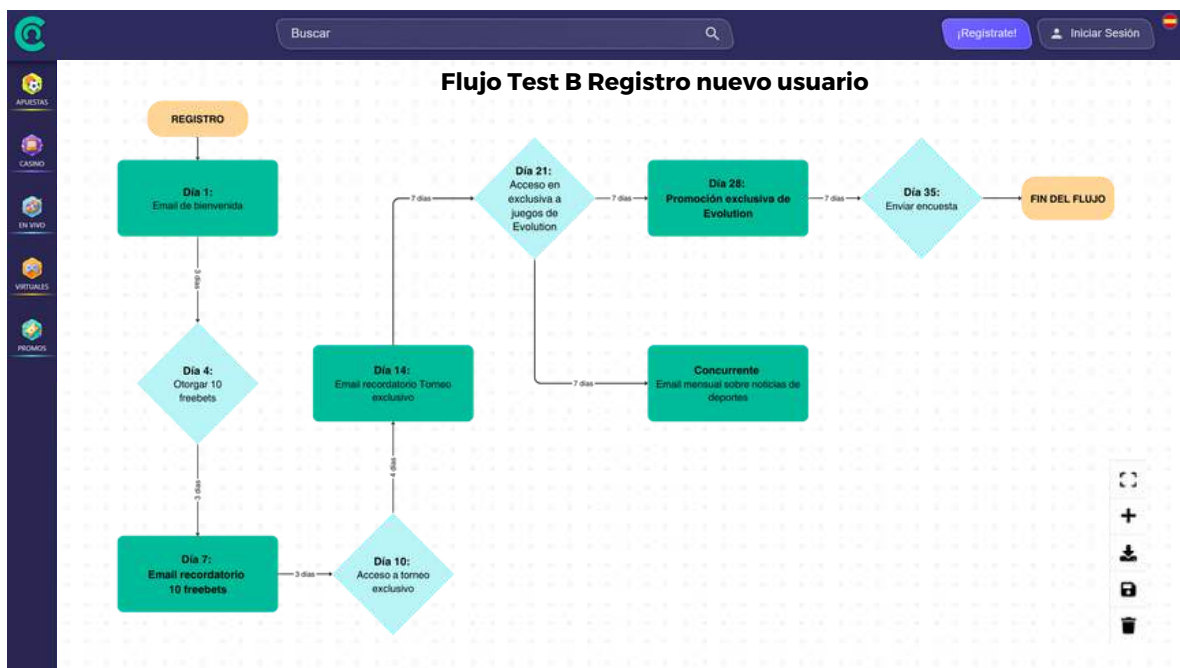 Buscar
¡Regístrate!
Iniciar Sesión
APUESTAS
CASINO
EN VIVO
VIRTUALES
PROMOS
Flujo Test B Registro nuevo usuario
REGISTRO
Día 1:
Email de bienvenida
3 días
Día 4:
Otorgar 10
freebets
3 días
Día 7:
Email recordatorio
10 freebets
3 días
Día 10:
Acceso a torneo
exclusivo
4 días
Día 14:
Email recordatorio Torneo
exclusivo
7 días
Día 21:
Acceso en
exclusiva a
juegos de
Evolution
7 días
Día 28:
Promoción exclusiva de
Evolution
7 días
Día 35:
Enviar encuesta
FIN DEL FLUJO
7 días
Concurrente
Email mensual sobre noticias de
deportes